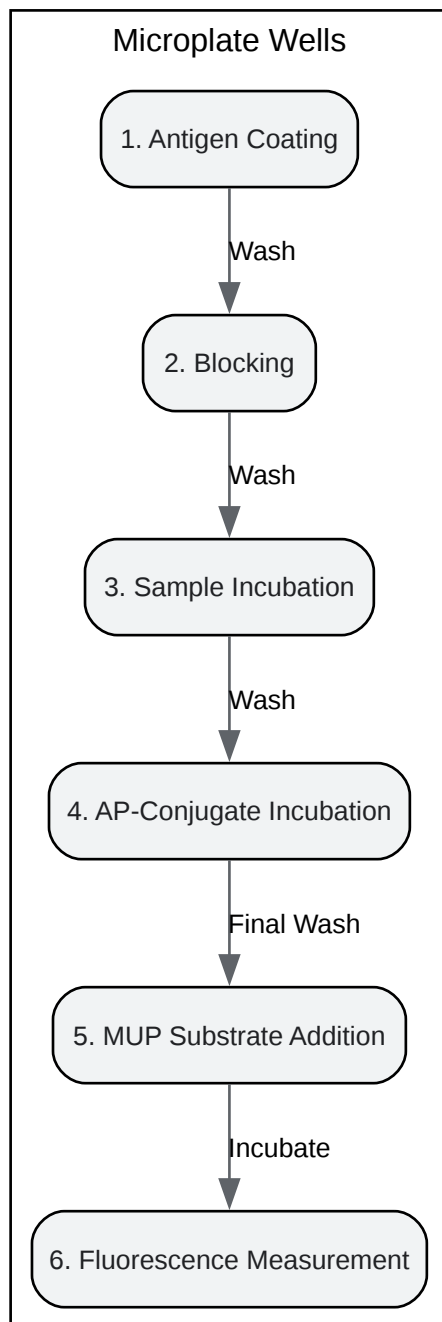 Microplate Wells
1. Antigen Coating
Wash
2. Blocking
Wash
3. Sample Incubation
Wash
4. AP-Conjugate Incubation
Final Wash
5. MUP Substrate Addition
Incubate
6. Fluorescence Measurement